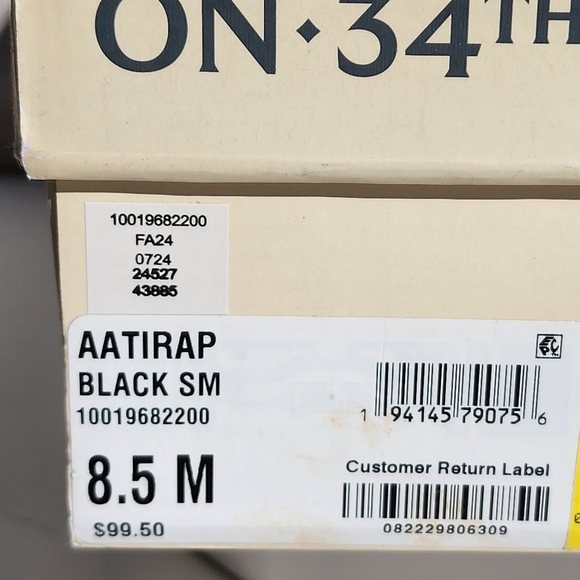 ON·34TH
10019682200
FA24
0724
24527
43885
AATIRAP
BLACK SM
10019682200
8.5 M
$99.50
1 94145 79075 6
Customer Return Label
082229806309